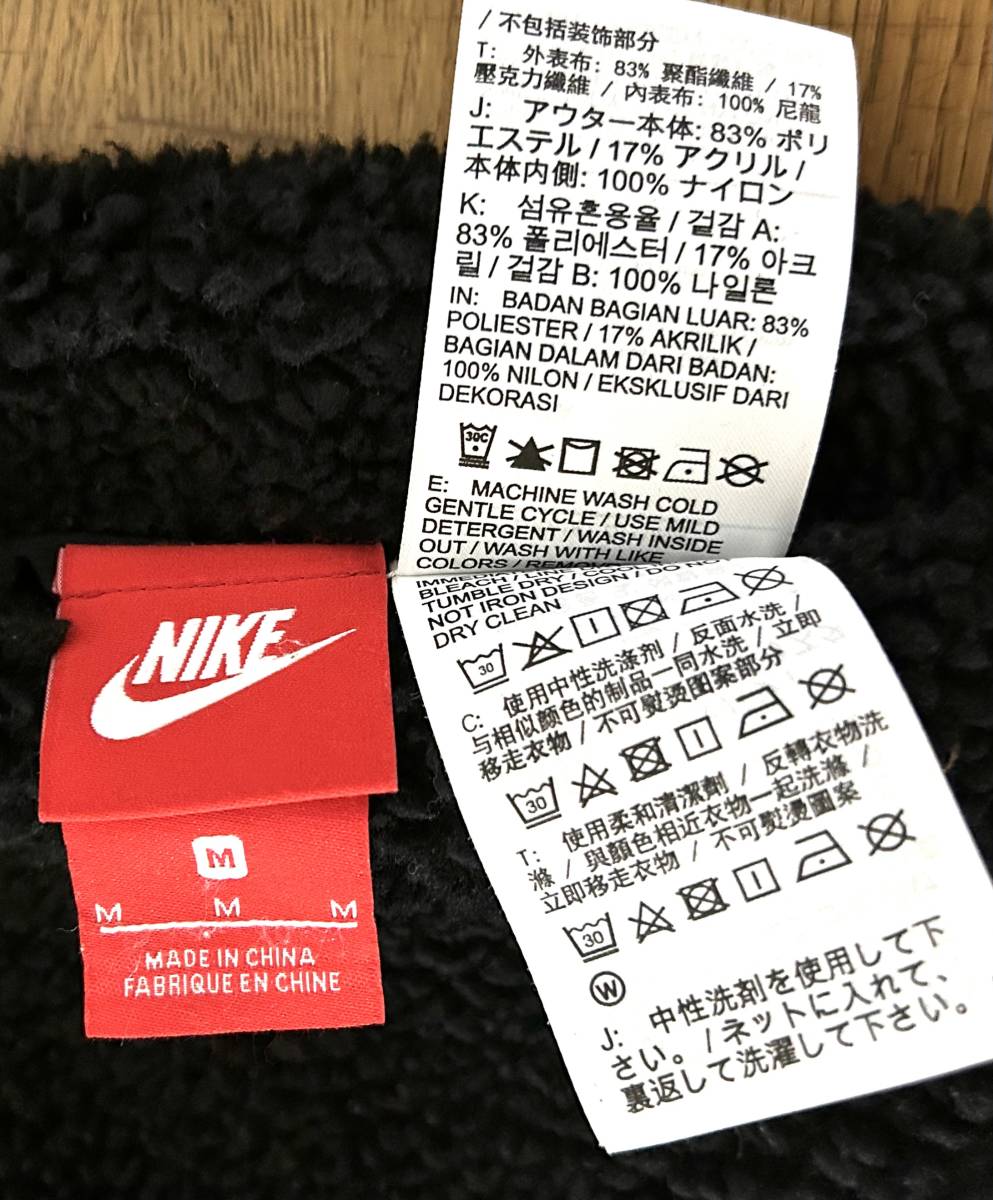 / 不包括装饰部分
T: 外表布: 83% 聚酯纖維 / 17%
壓克力纖維 / 內表布: 100% 尼龍
J: アウター本体: 83% ポリ
エステル / 17% アクリル /
本体内側: 100% ナイロン
K: 섬유혼용율 / 겉감 A:
83% 폴리에스터 / 17% 아크
릴 / 겉감 B: 100% 나일론
IN: BADAN BAGIAN LUAR: 83%
POLIESTER / 17% AKRILIK /
BAGIAN DALAM DARI BADAN:
100% NILON / EKSKLUSIF DARI
DEKORASI
30C
E: MACHINE WASH COLD
GENTLE CYCLE / USE MILD
DETERGENT / WASH INSIDE
OUT / WASH WITH LIKE
COLORS /
BLEACH /
TUMBLE DRY /
NOT IRON DESIGN / DO NO
DRY CLEAN
30
C: 使用中性洗涤剂 / 反面水洗 /
与相似颜色的制品一同水洗 / 立即
移走衣物 / 不可熨烫图案部分
30
T: 使用柔和清潔劑 / 反轉衣物洗
滌 / 與顏色相近衣物一起洗滌 /
立即移走衣物 / 不可熨燙圖案
30
W
J: 中性洗剤を使用して下
さい。/ ネットに入れて、
裏返して洗濯して下さい。
NIKE
M
M M M
MADE IN CHINA
FABRIQUE EN CHINE